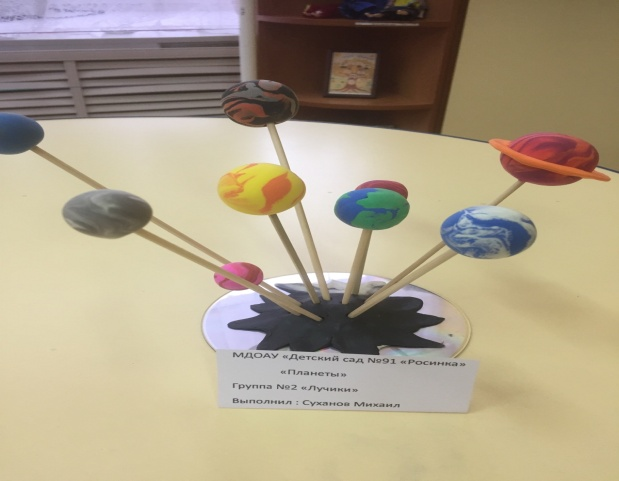 МДОАУ «Детский сад №91 «Росинка»
«Планеты»
Группа №2 «Лучики»
Выполнил : Суханов Михаил